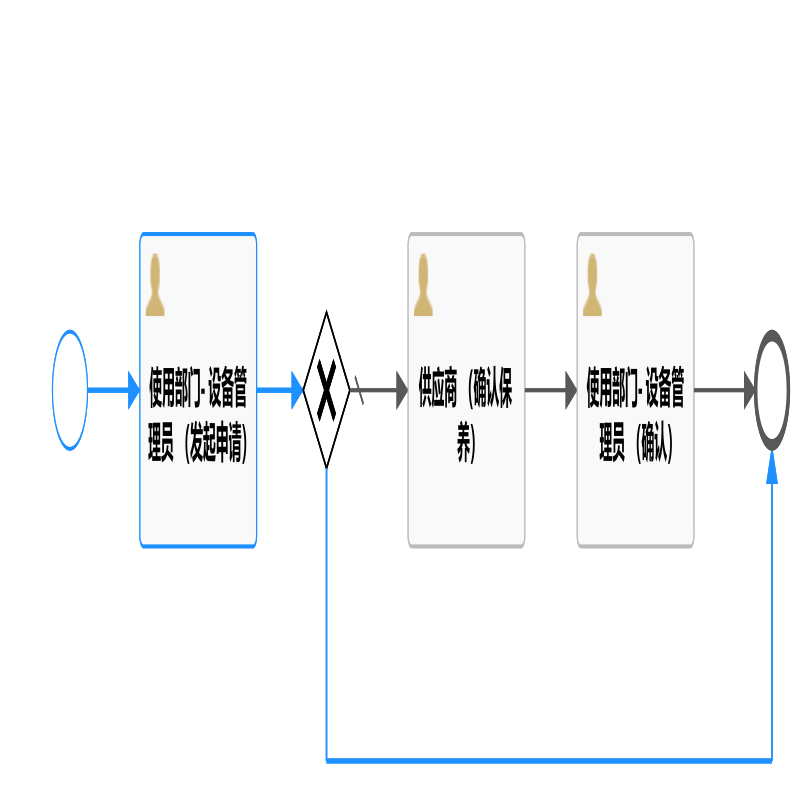 使用部门- 设备管
理员 （发起申请）
供应商 （确认保
养）
使用部门- 设备管
理员 （确认）